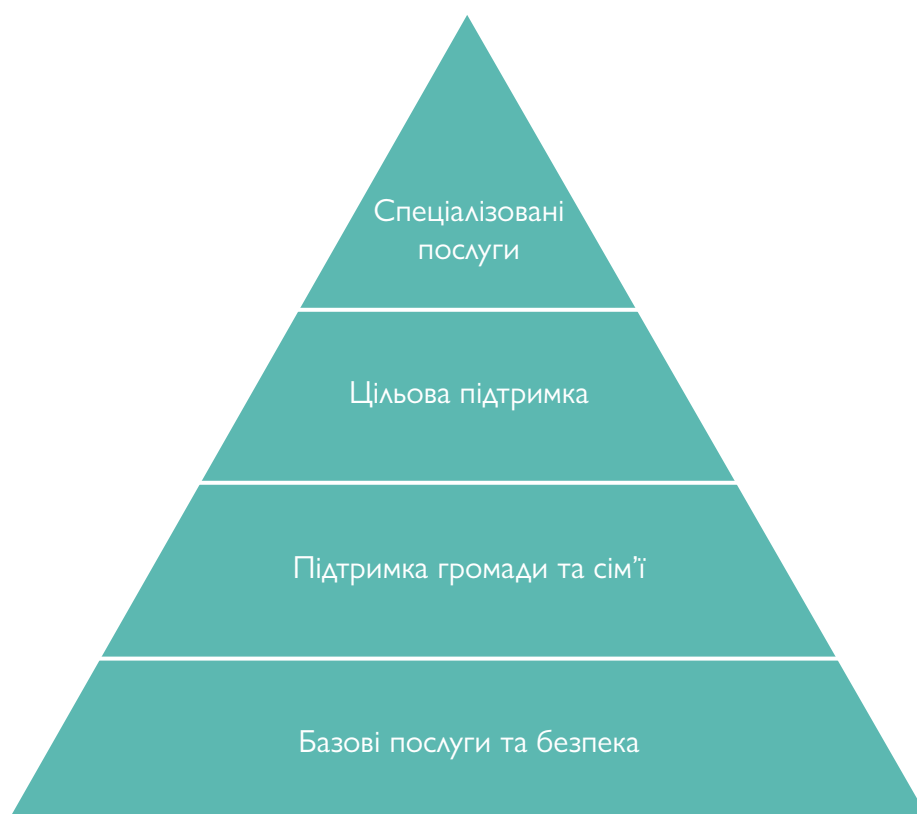 Спеціалізовані
послуги
Цільова підтримка
Підтримка громади та сім’ї
Базові послуги та безпека